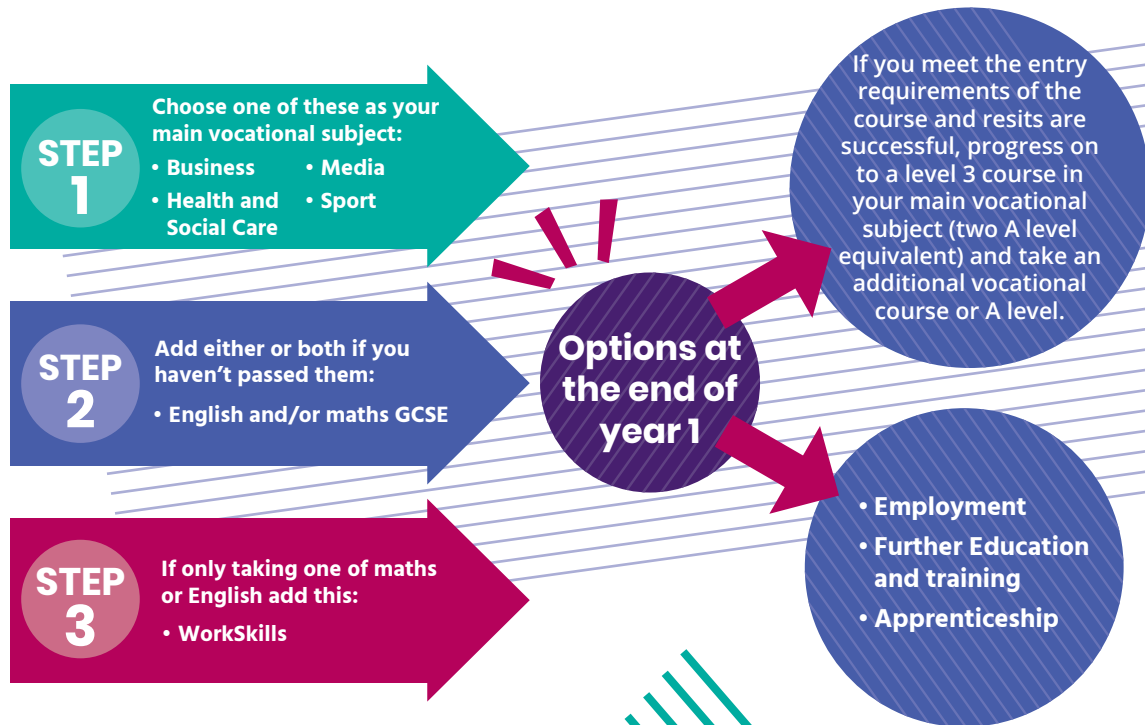 STEP
1
Choose one of these as your
main vocational subject:
• Business
• Health and
Social Care
• Media
• Sport
STEP
2
Add either or both if you
haven’t passed them:
• English and/or maths GCSE
STEP
3
If only taking one of maths
or English add this:
• WorkSkills
Options at
the end of
year 1
If you meet the entry
requirements of the
course and resits are
successful, progress on
to a level 3 course in
your main vocational
subject (two A level
equivalent) and take an
additional vocational
course or A level.
• Employment
• Further Education
and training
• Apprenticeship